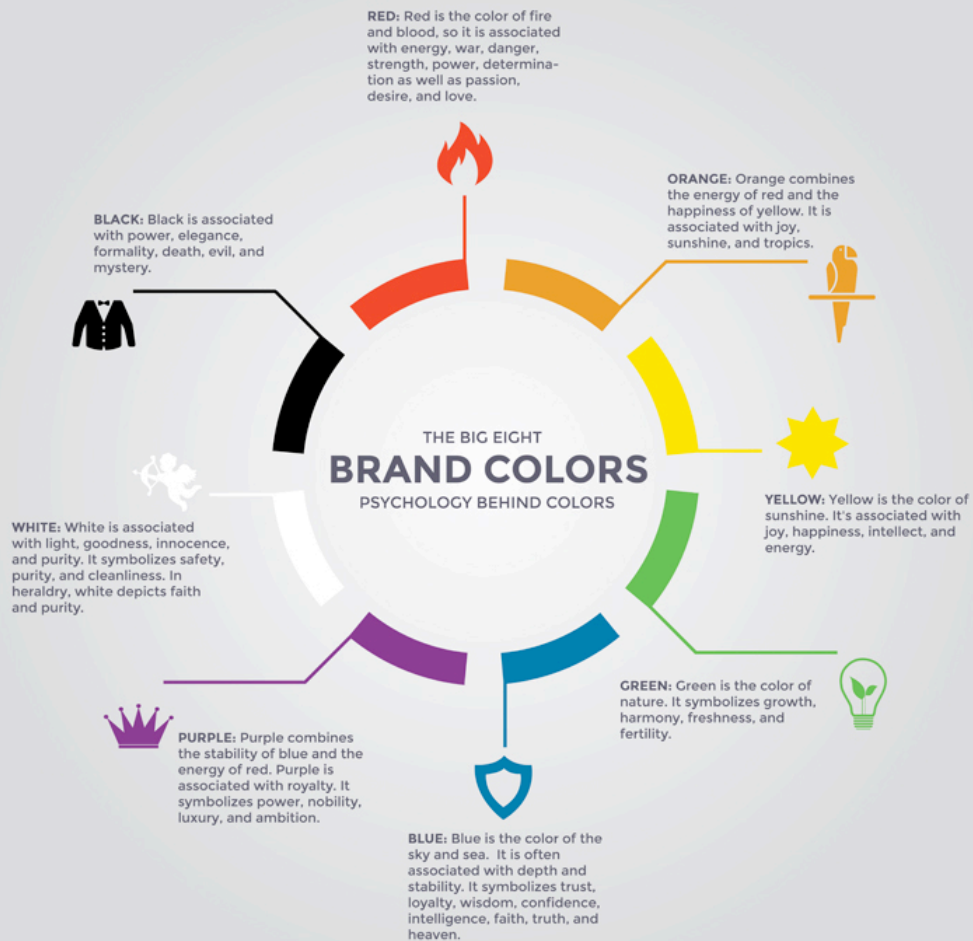 RED: Red is the color of fire
and blood, so it is associated
with energy, war, danger,
strength, power, determina-
tion as well as passion,
desire, and love.
ORANGE: Orange combines
the energy of red and the
happiness of yellow. It is
associated with joy,
sunshine, and tropics.
BLACK: Black is associated
with power, elegance,
formality, death, evil, and
mystery.
THE BIG EIGHT
BRAND COLORS
PSYCHOLOGY BEHIND COLORS
YELLOW: Yellow is the color of
sunshine. It's associated with
joy, happiness, intellect, and
energy.
WHITE: White is associated
with light, goodness, innocence,
and purity. It symbolizes safety,
purity, and cleanliness. In
heraldry, white depicts faith
and purity.
GREEN: Green is the color of
nature. It symbolizes growth,
harmony, freshness, and
fertility.
PURPLE: Purple combines
the stability of blue and the
energy of red. Purple is
associated with royalty. It
symbolizes power, nobility,
luxury, and ambition.
BLUE: Blue is the color of the
sky and sea. It is often
associated with depth and
stability. It symbolizes trust,
loyalty, wisdom, confidence,
intelligence, faith, truth, and
heaven.